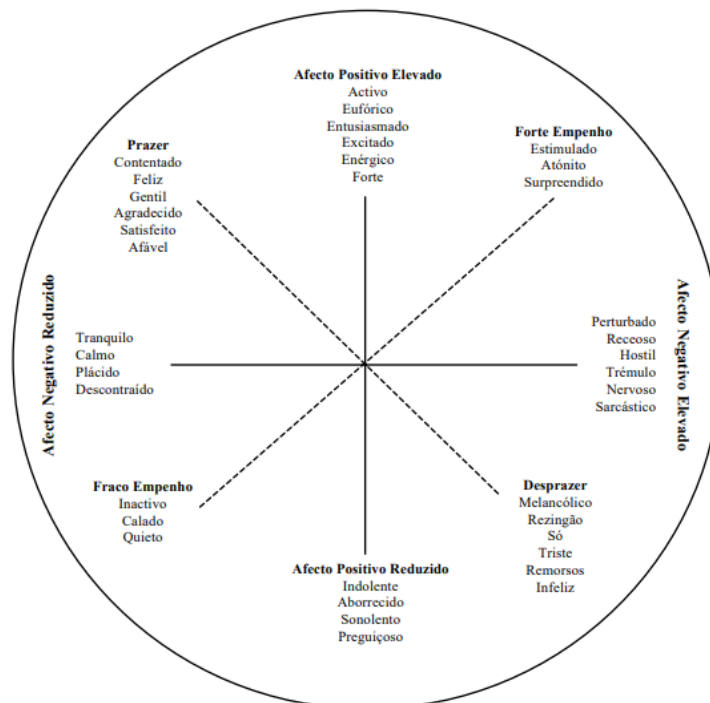 Afecto Positivo Elevado
Activo
Eufórico
Entusiasmado
Excitado
Enérgico
Forte
Prazer
Contentado
Feliz
Gentil
Agradecido
Satisfeito
Afável
Forte Empenho
Estimulado
Atónito
Surpreendido
Afecto Negativo Reduzido
Tranquilo
Calmo
Plácido
Descontraído
Perturbado
Receoso
Hostil
Trémulo
Nervoso
Sarcástico
Afecto Negativo Elevado
Fraco Empenho
Inactivo
Calado
Quieto
Desprazer
Melancólico
Rezingão
Só
Triste
Remorsos
Infeliz
Afecto Positivo Reduzido
Indolente
Aborrecido
Sonolento
Preguiçoso